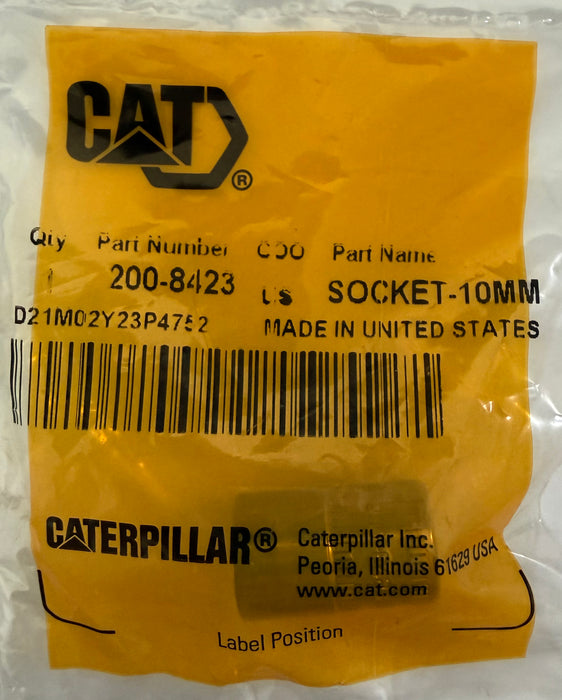 CAT®
Qty Part Number COO Part Name
1 200-8423 US SOCKET-10MM
D21M02Y23P4752 MADE IN UNITED STATES
CATERPILLAR® Caterpillar Inc.
Peoria, Illinois 61629 USA
www.cat.com
Label Position